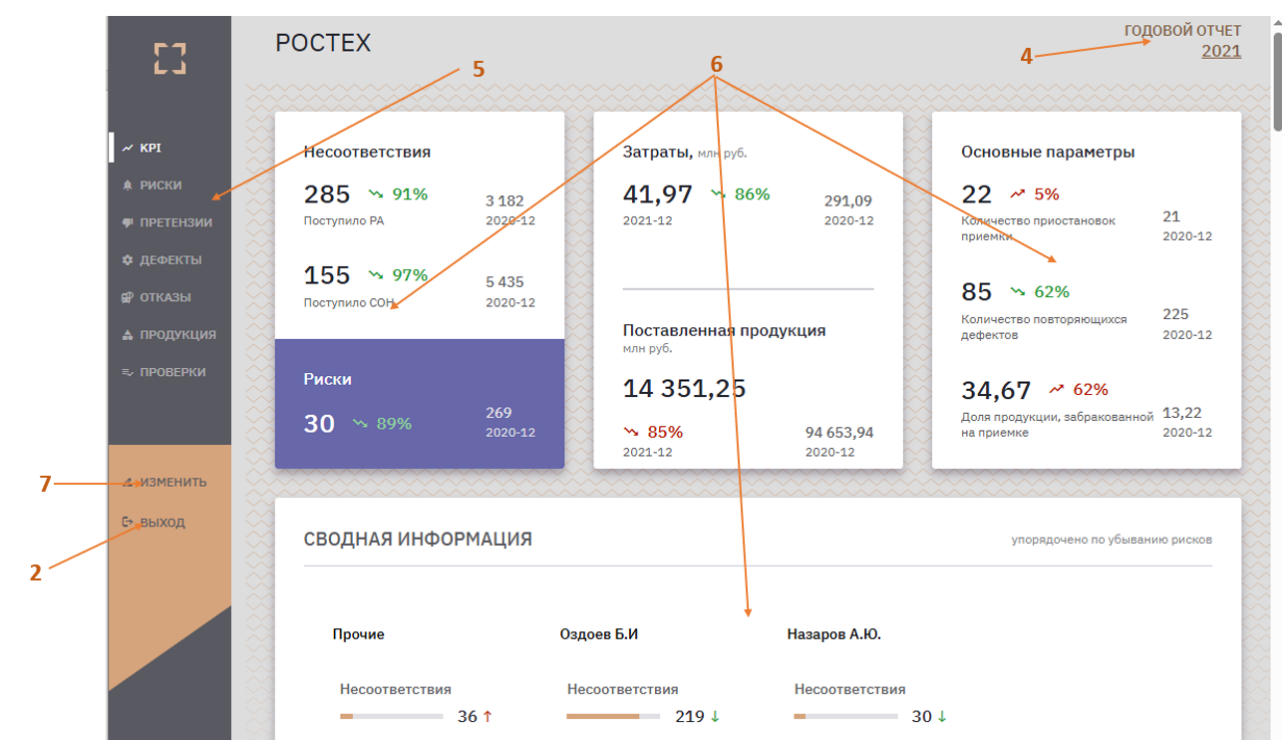 РОСТЕХ
ГОДОВОЙ ОТЧЕТ
2021
4
5
6
KPI
РИСКИ
ПРЕТЕНЗИИ
ДЕФЕКТЫ
ОТКАЗЫ
ПРОДУКЦИЯ
ПРОВЕРКИ
7
ИЗМЕНИТЬ
2
ВЫХОД
Несоответствия
285 91%
3 182
Поступило РА
2020-12
155 97%
5 435
Поступило СОН
2020-12
Риски
30 89%
269
2020-12
Затраты, млн руб.
41,97 86%
291,09
2021-12
2020-12
Поставленная продукция
млн руб.
14 351,25
85%
94 653,94
2021-12
2020-12
Основные параметры
22 5%
21
Количество приостановок
приемки
2020-12
85 62%
225
Количество повторяющихся
дефектов
2020-12
34,67 62%
13,22
Доля продукции, забракованной
на приемке
2020-12
СВОДНАЯ ИНФОРМАЦИЯ
упорядочено по убыванию рисков
Прочие
Оздоев Б.И
Назаров А.Ю.
Несоответствия
Несоответствия
Несоответствия
36 ↑
219 ↓
30 ↓